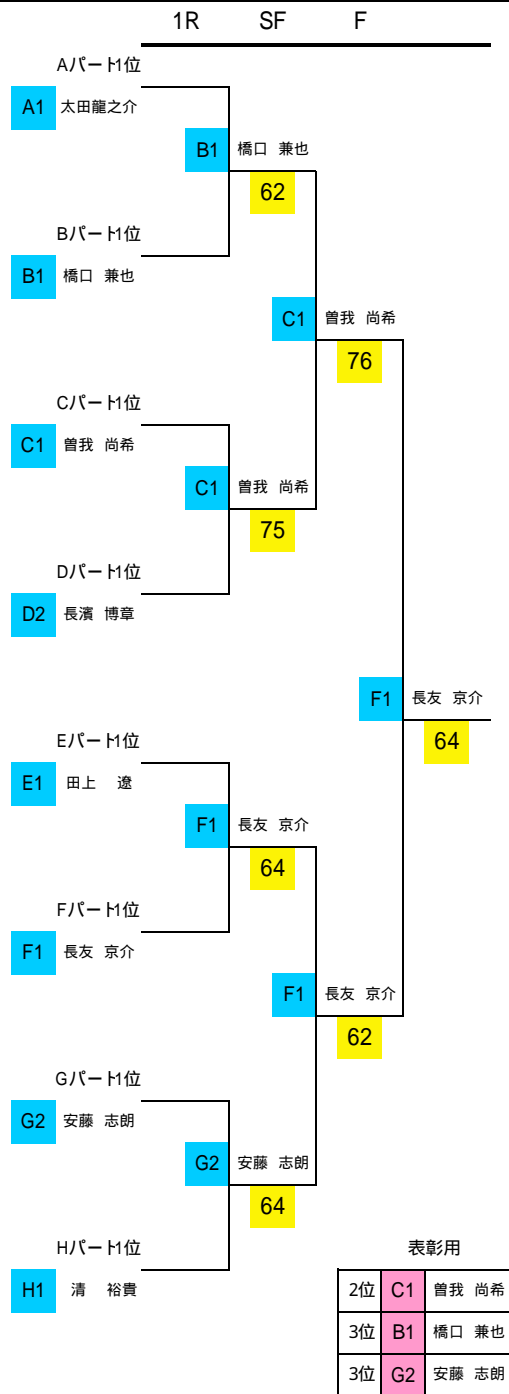 1R SF F
Aパート1位
A1 太田龍之介
B1 橋口 兼也
62
Bパート1位
B1 橋口 兼也
C1 曽我 尚希
76
Cパート1位
C1 曽我 尚希
C1 曽我 尚希
75
Dパート1位
D2 長濱 博章
F1 長友 京介
64
Eパート1位
E1 田上 遼
F1 長友 京介
64
Fパート1位
F1 長友 京介
F1 長友 京介
62
Gパート1位
G2 安藤 志朗
G2 安藤 志朗
64
Hパート1位
H1 清 裕貴
表彰用
2位 C1 曽我 尚希
3位 B1 橋口 兼也
3位 G2 安藤 志朗